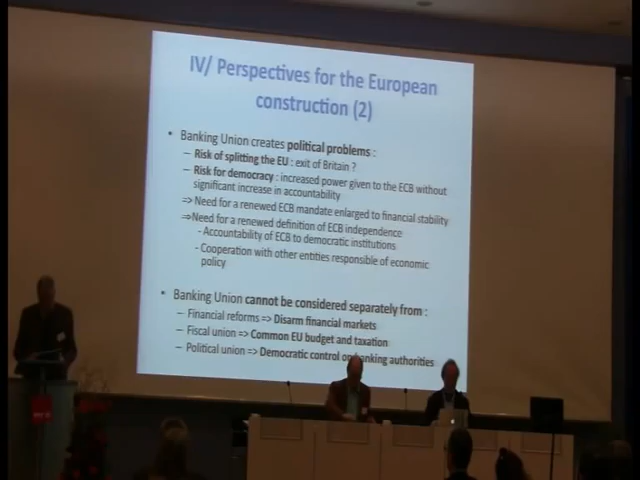 IV/ Perspectives for the European
construction (2)
• Banking Union creates political problems :
– Risk of splitting the EU : exit of Britain ?
– Risk for democracy : increased power given to the ECB without
significant increase in accountability
=> Need for a renewed ECB mandate enlarged to financial stability
⇒Need for a renewed definition of ECB independence
- Accountability of ECB to democratic institutions
- Cooperation with other entities responsible of economic
policy
• Banking Union cannot be considered separately from :
– Financial reforms => Disarm financial markets
– Fiscal union => Common EU budget and taxation
– Political union => Democratic control on banking authorities